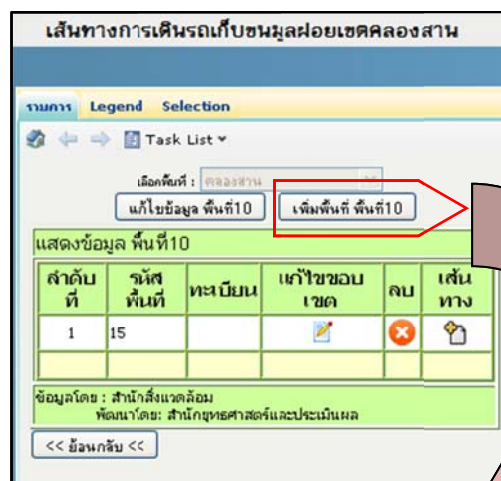 เส้นทางการเดินรถเก็บขนมูลฝอยเขตคลองสาน
รายการ Legend Selection
Task List
เลือกพื้นที่ : คลองสาน
แก้ไขข้อมูล พื้นที่10 เพิ่มพื้นที่ พื้นที่10
แสดงข้อมูล พื้นที่10
ลำดับที่ รหัสพื้นที่ ทะเบียน แก้ไขขอบเขต ลบ เส้นทาง
1 15
ข้อมูลโดย : สำนักสิ่งแวดล้อม
พัฒนาโดย: สำนักยุทธศาสตร์และประเมินผล
<< ย้อนกลับ <<